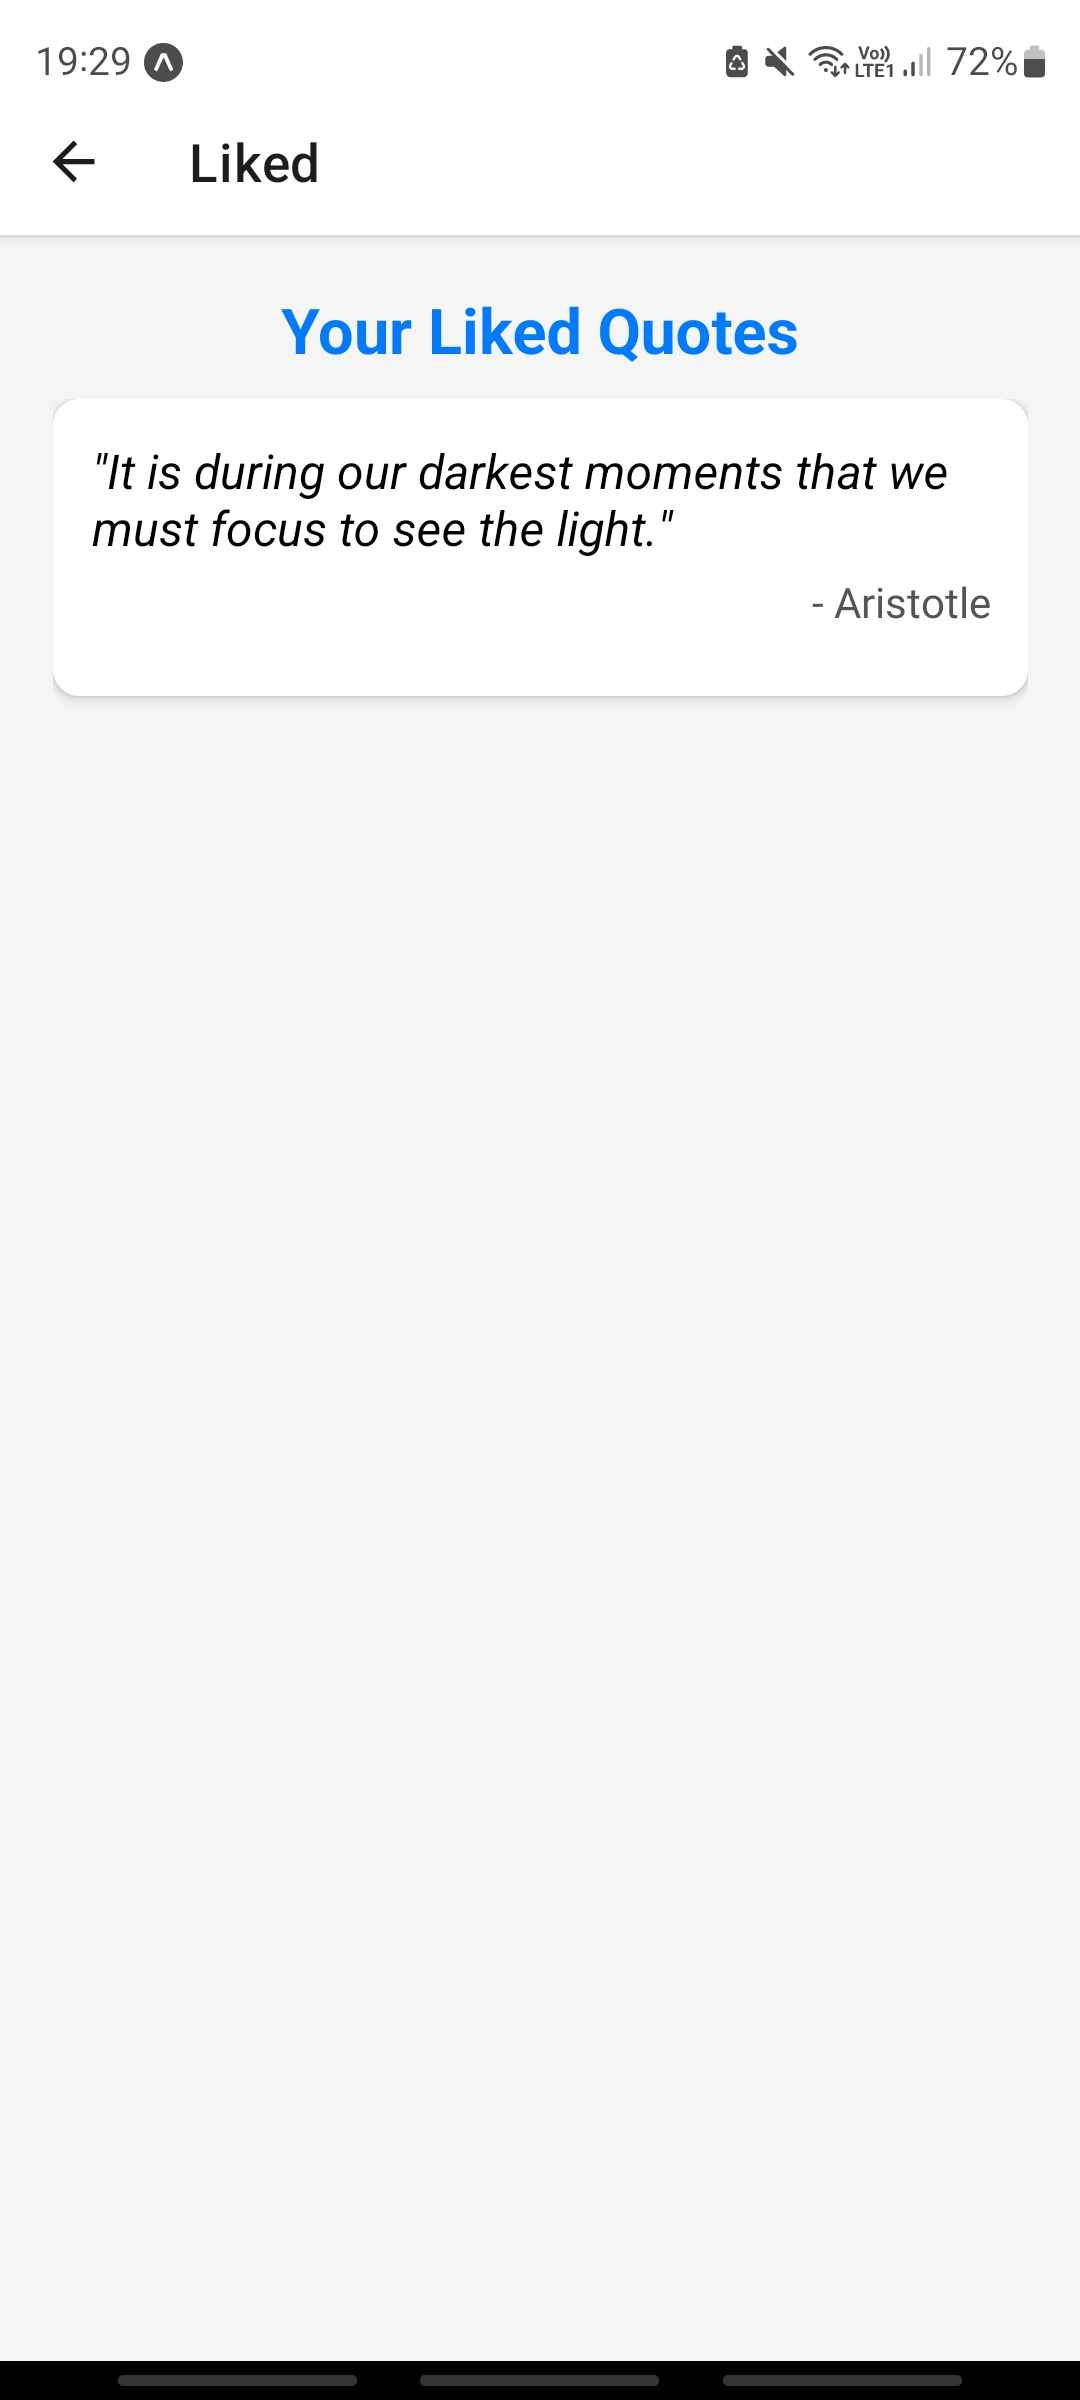 19:29
Vo)) LTE1 72%
Liked
Your Liked Quotes
"It is during our darkest moments that we
must focus to see the light."
- Aristotle